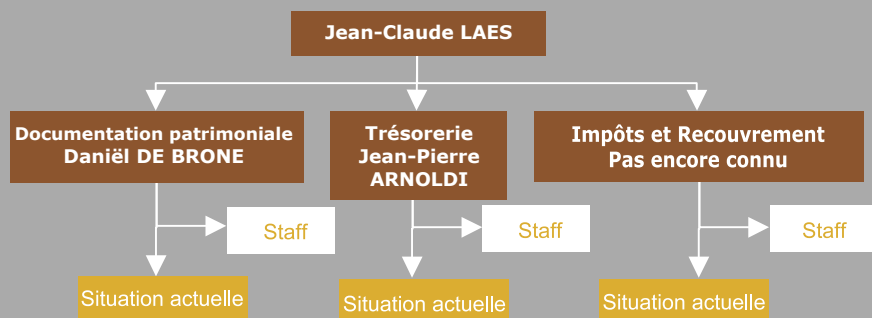 Jean-Claude LAES
Documentation patrimoniale
Daniël DE BRONE
Trésorerie
Jean-Pierre
ARNOLDI
Impôts et Recouvrement
Pas encore connu
Staff
Staff
Staff
Situation actuelle
Situation actuelle
Situation actuelle